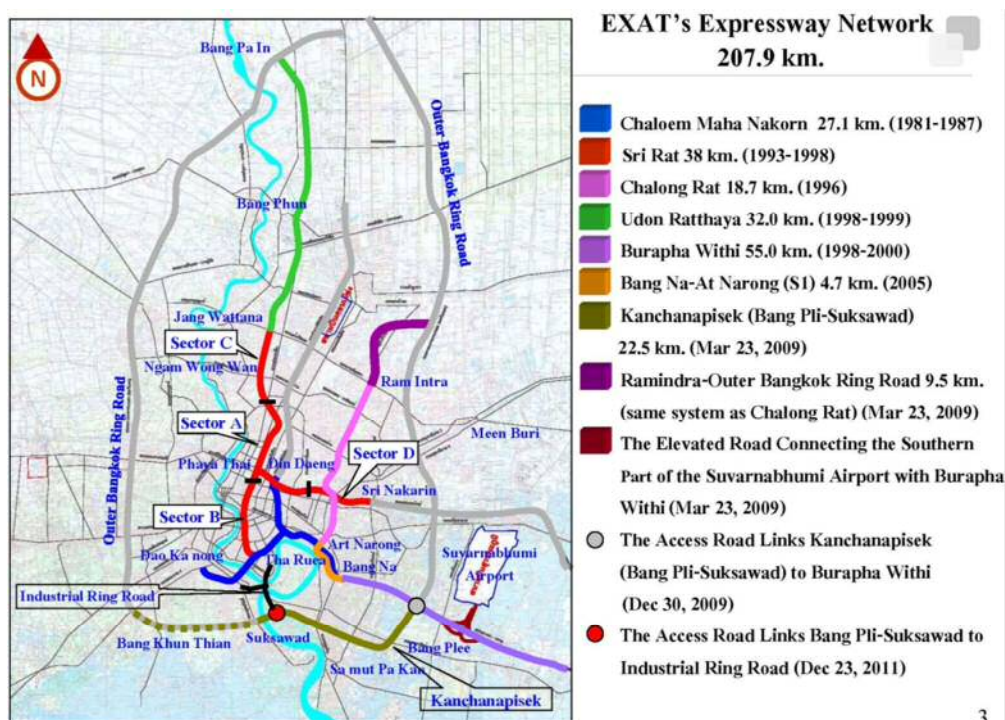 EXAT's Expressway Network
207.9 km.
Chaloem Maha Nakorn 27.1 km. (1981-1987)
Sri Rat 38 km. (1993-1998)
Chalong Rat 18.7 km. (1996)
Udon Ratthaya 32.0 km. (1998-1999)
Burapha Withi 55.0 km. (1998-2000)
Bang Na-At Narong (S1) 4.7 km. (2005)
Kanchanapisek (Bang Pli-Suksawad)
22.5 km. (Mar 23, 2009)
Ramindra-Outer Bangkok Ring Road 9.5 km.
(same system as Chalong Rat) (Mar 23, 2009)
The Elevated Road Connecting the Southern
Part of the Suvarnabhumi Airport with Burapha
Withi (Mar 23, 2009)
The Access Road Links Kanchanapisek
(Bang Pli-Suksawad) to Burapha Withi
(Dec 30, 2009)
The Access Road Links Bang Pli-Suksawad to
Industrial Ring Road (Dec 23, 2011)
3
N
Bang Pa In
Outer Bangkok Ring Road
Bang Phun
Jang Wattana
Sector C
Ngam Wong Wan
Ram Intra
Outer Bangkok Ring Road
Sector A
Meen Buri
Phaya Thai
Din Daeng
Sector D
Sri Nakarin
Sector B
Dao Ka nong
Tha Ruea
Art Narong
Bang Na
Suvarnabhumi
Airport
Industrial Ring Road
Bang Khun Thian
Suksawad
Bang Plee
Sa mut Pa Kan
Kanchanapisek